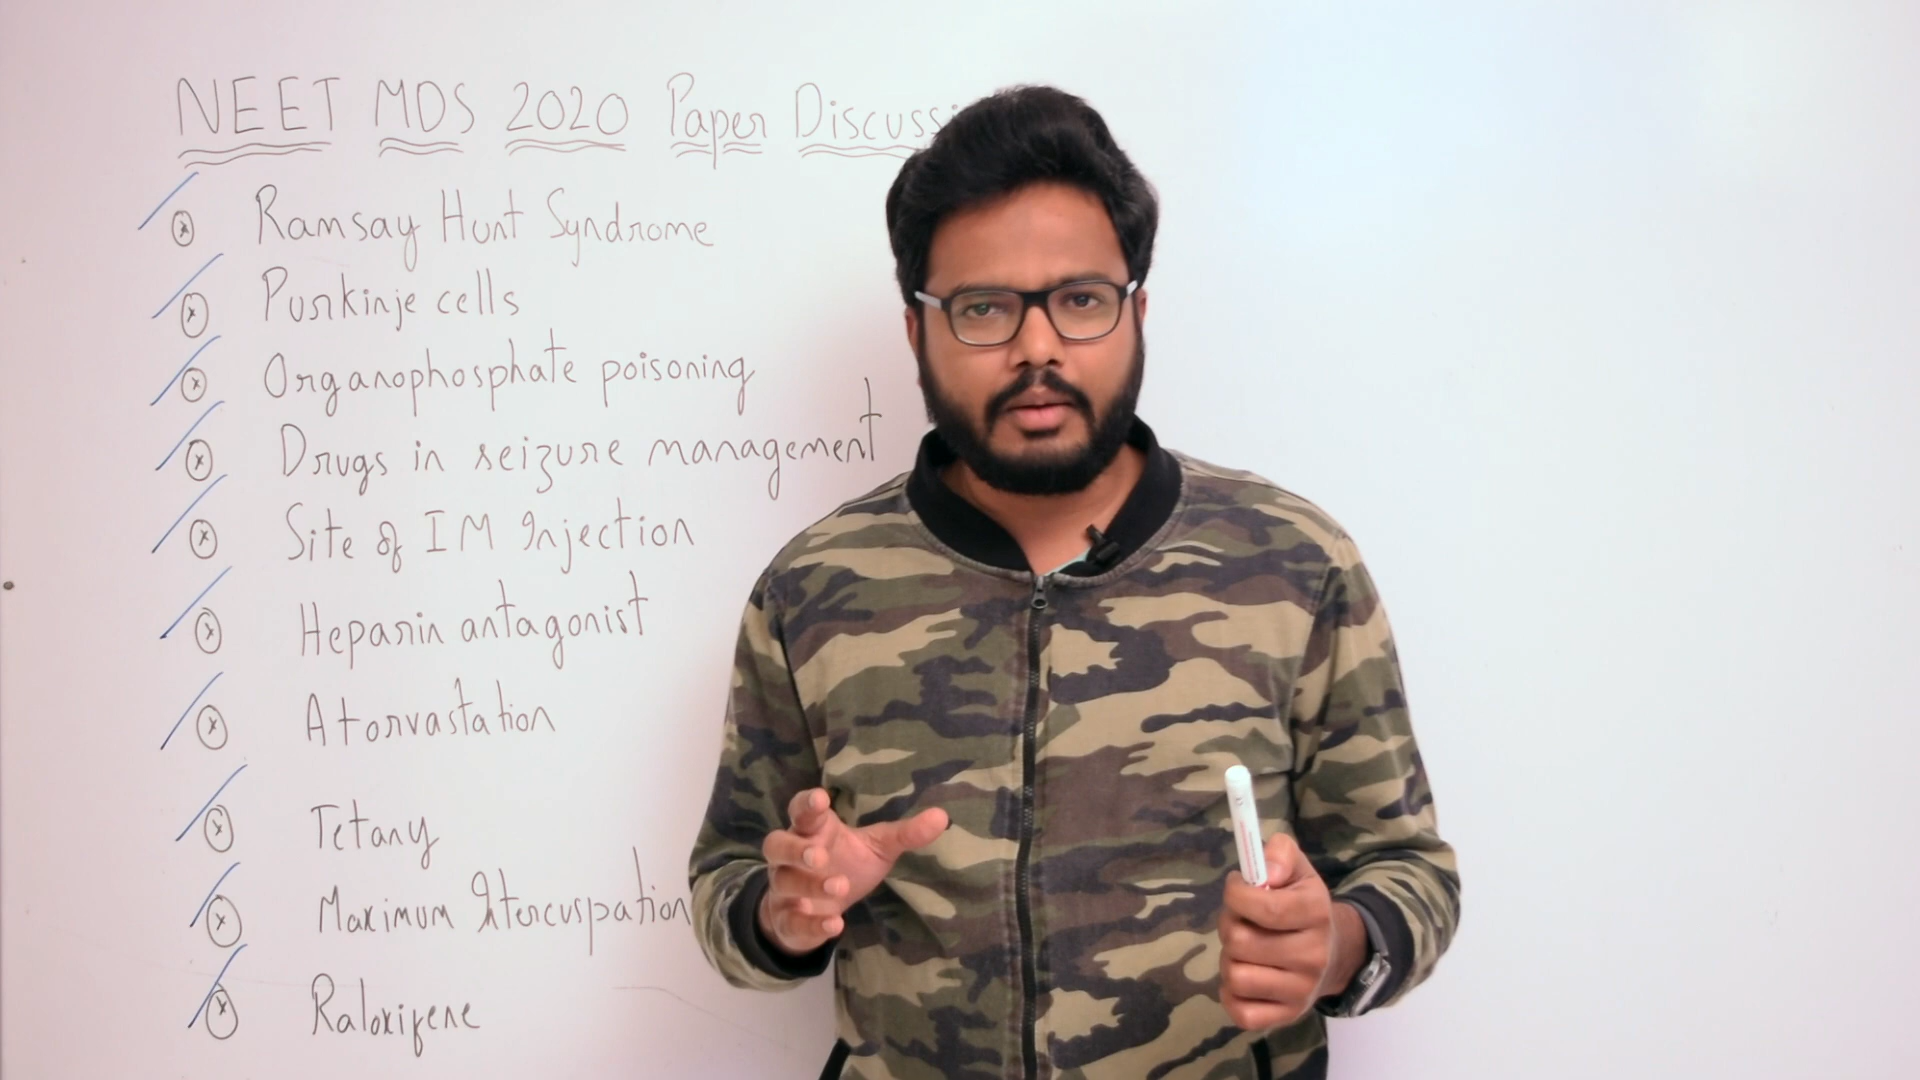 NEET MDS 2020 Paper Discussi
Ramsay Hunt Syndrome
Purkinje cells
Organophosphate poisoning
Drugs in seizure management
Site of IM Injection
Heparin antagonist
Atorvastation
Tetany
Maximum Intercuspation
Raloxifene